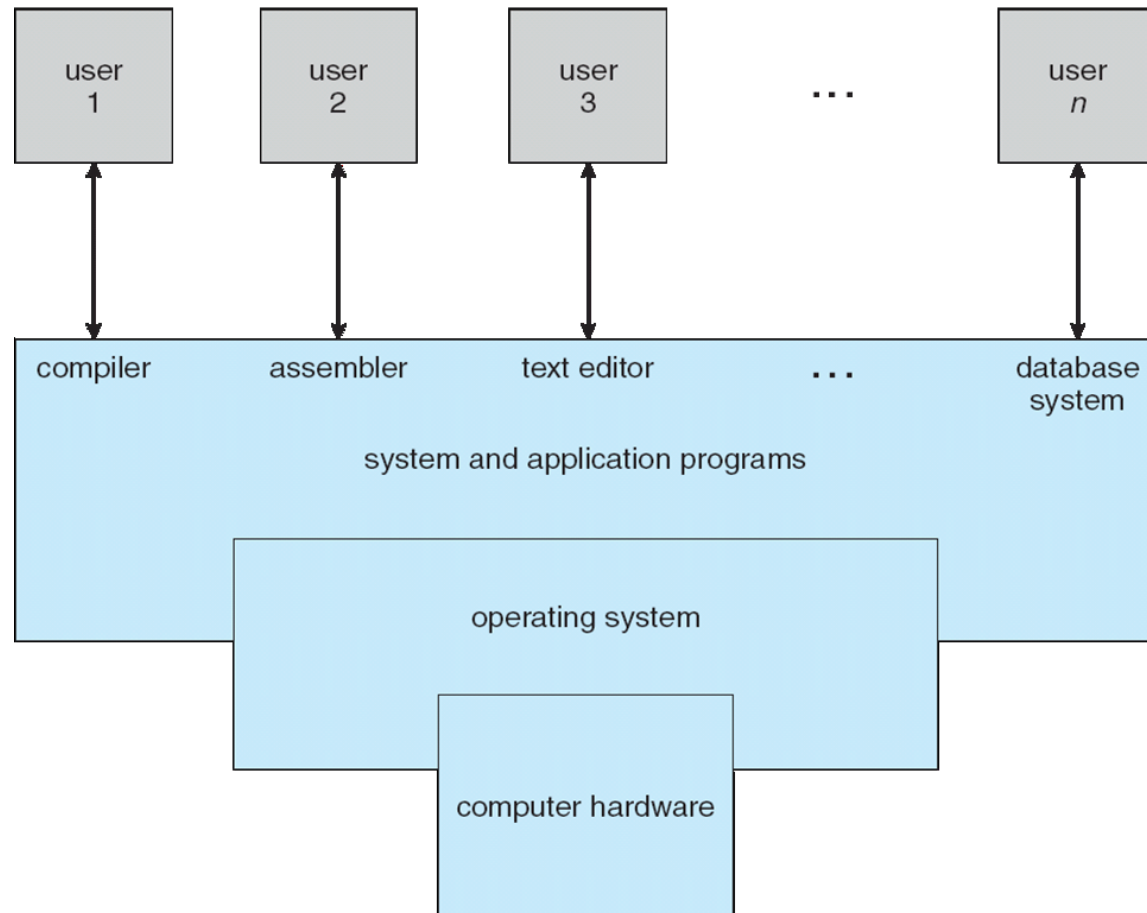 user
1
user
2
user
3
...
user
n
compiler
assembler
text editor
...
database
system
system and application programs
operating system
computer hardware